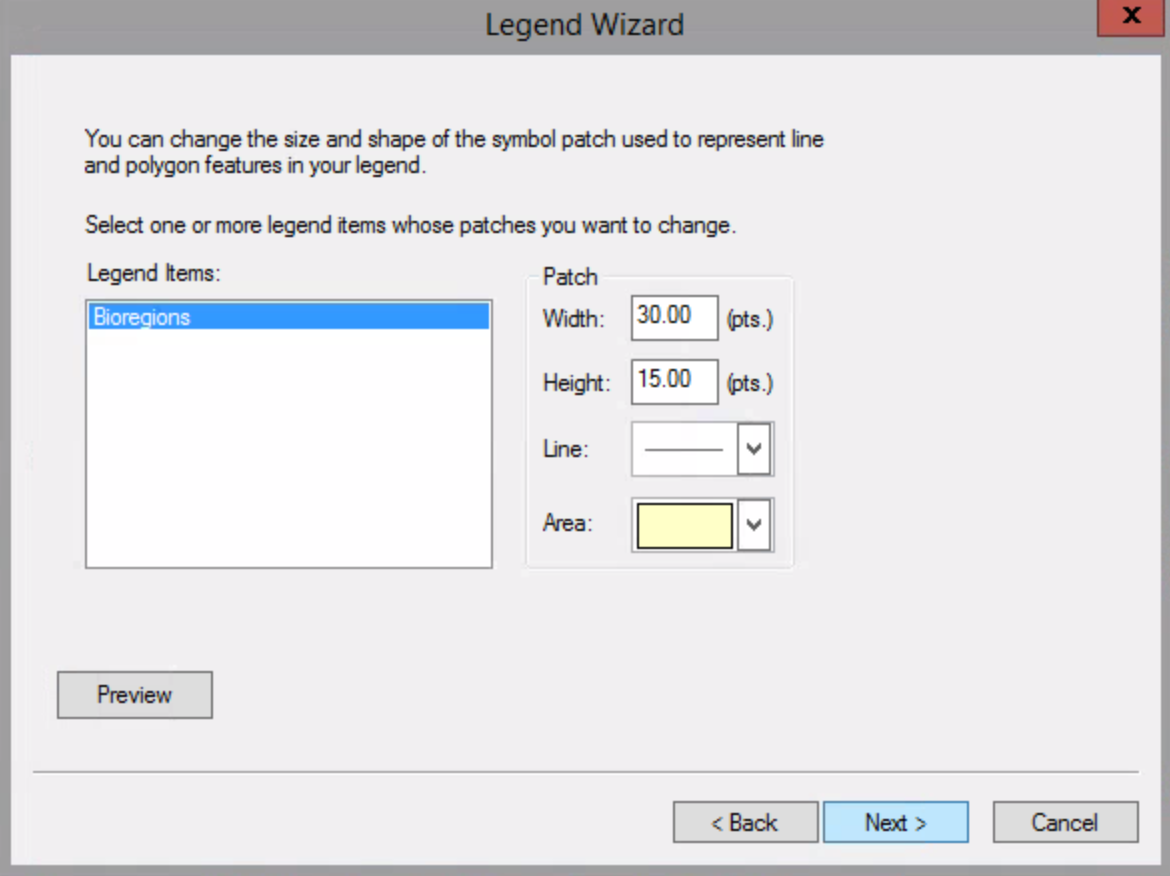 Legend Wizard
x
You can change the size and shape of the symbol patch used to represent line
and polygon features in your legend.
Select one or more legend items whose patches you want to change.
Legend Items:
Bioregions
Patch
Width: 30.00 (pts.)
Height: 15.00 (pts.)
Line:
Area:
Preview
< Back Next > Cancel